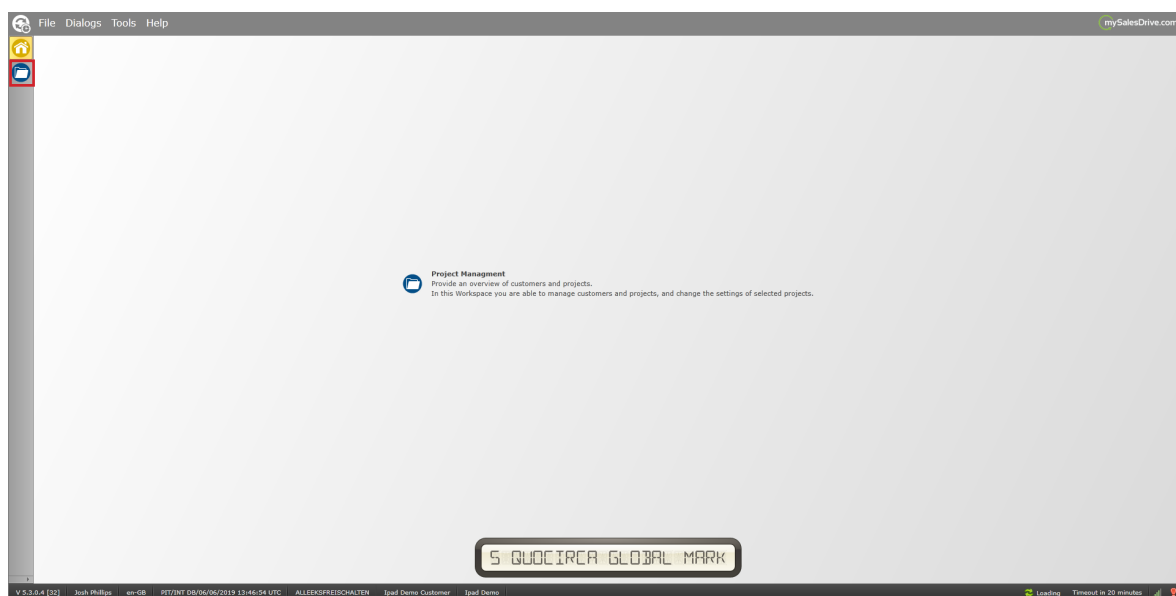 File Dialogs Tools Help
mySalesDrive.com
Project Managment
Provide an overview of customers and projects.
In this Workspace you are able to manage customers and projects, and change the settings of selected projects.
5 QUOCIRCA GLOBAL MARK
V 5.3.0.4 [32] Josh Phillips en-GB PIT/INT DB/06/06/2019 13:46:54 UTC ALLEEKSFREISCHALTEN Ipad Demo Customer Ipad Demo Loading Timeout in 20 minutes